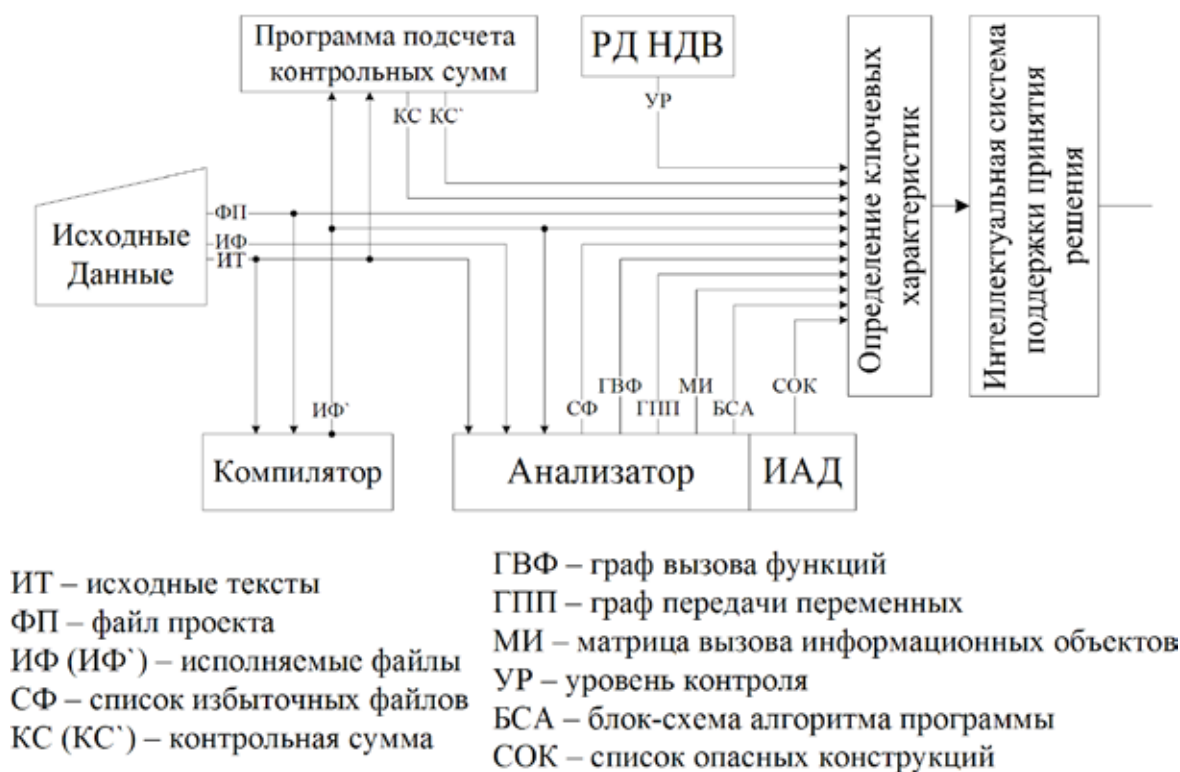 Программа подсчета
контрольных сумм
РД НДВ
КС
КС`
УР
Исходные
Данные
ФП
ИФ
ИТ
Определение ключевых
характеристик
Интеллектуальная система
поддержки принятия
решения
ИФ`
СФ
ГВФ
ГПП
МИ
БСА
СОК
Компилятор
Анализатор
ИАД
ИТ – исходные тексты
ФП – файл проекта
ИФ (ИФ`) – исполняемые файлы
СФ – список избыточных файлов
КС (КС`) – контрольная сумма
ГВФ – граф вызова функций
ГПП – граф передачи переменных
МИ – матрица вызова информационных объектов
УР – уровень контроля
БСА – блок-схема алгоритма программы
СОК – список опасных конструкций